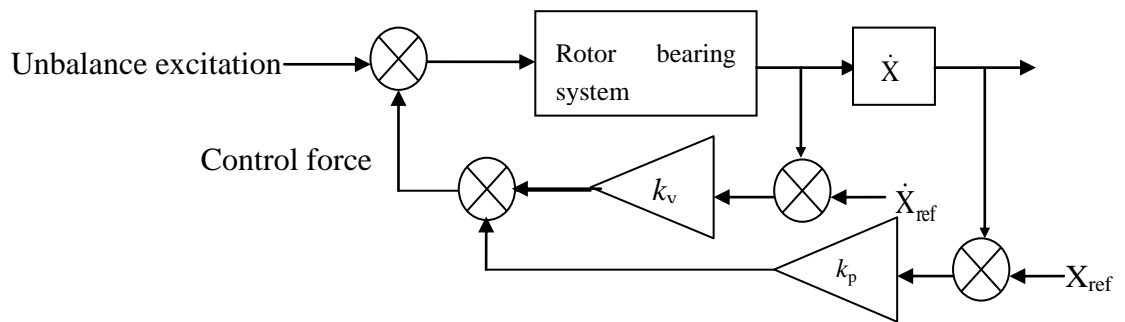 Unbalance excitation
Rotor bearing
system
Ẋ
Control force
kᵥ
Ẋref
kₚ
Xref